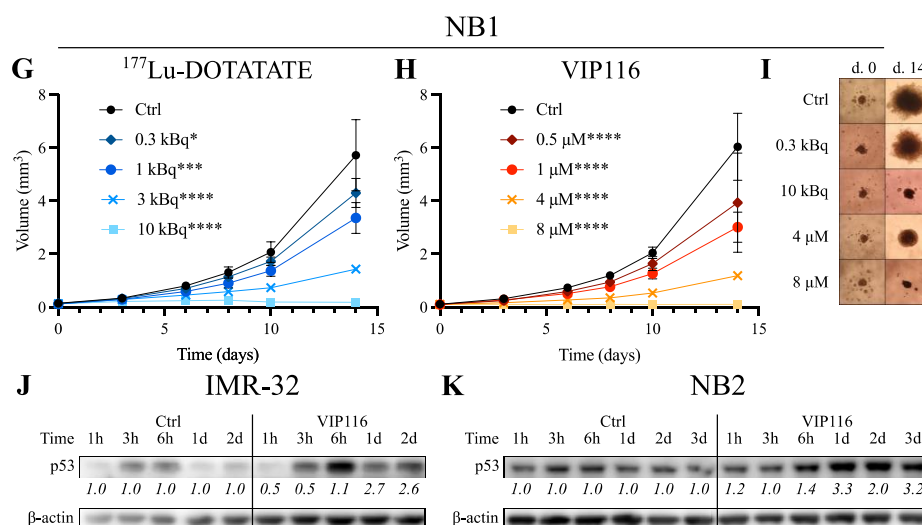 NB1
G
¹⁷⁷Lu-DOTATATE
Volume (mm³)
8
6
4
2
0
Ctrl
0.3 kBq*
1 kBq***
3 kBq****
10 kBq****
0 5 10 15
Time (days)
H
VIP116
Volume (mm³)
8
6
4
2
0
Ctrl
0.5 µM****
1 µM****
4 µM****
8 µM****
0 5 10 15
Time (days)
I
d. 0 d. 14
Ctrl
0.3 kBq
10 kBq
4 µM
8 µM
J
IMR-32
Ctrl VIP116
Time 1h 3h 6h 1d 2d 1h 3h 6h 1d 2d
p53
1.0 1.0 1.0 1.0 1.0 0.5 0.5 1.1 2.7 2.6
β-actin
K
NB2
Ctrl VIP116
Time 1h 3h 6h 1d 2d 3d 1h 3h 6h 1d 2d 3d
p53
1.0 1.0 1.0 1.0 1.0 1.0 1.2 1.0 1.4 3.3 2.0 3.2
β-actin